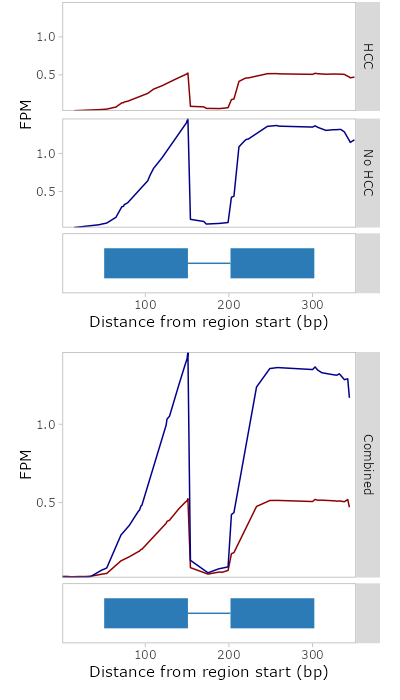 1.0
0.5
HCC
FPM
1.0
0.5
No HCC
100 200 300
Distance from region start (bp)
1.0
0.5
FPM
Combined
100 200 300
Distance from region start (bp)